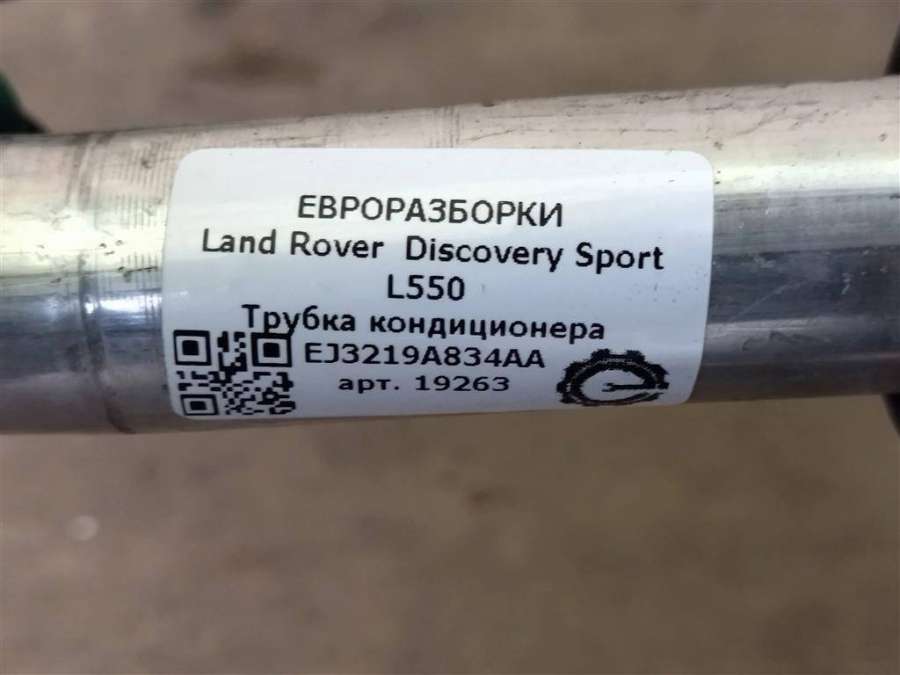 ЕВРОРАЗБОРКИ
Land Rover Discovery Sport
L550
Трубка кондиционера
EJ3219A834AA
арт. 19263